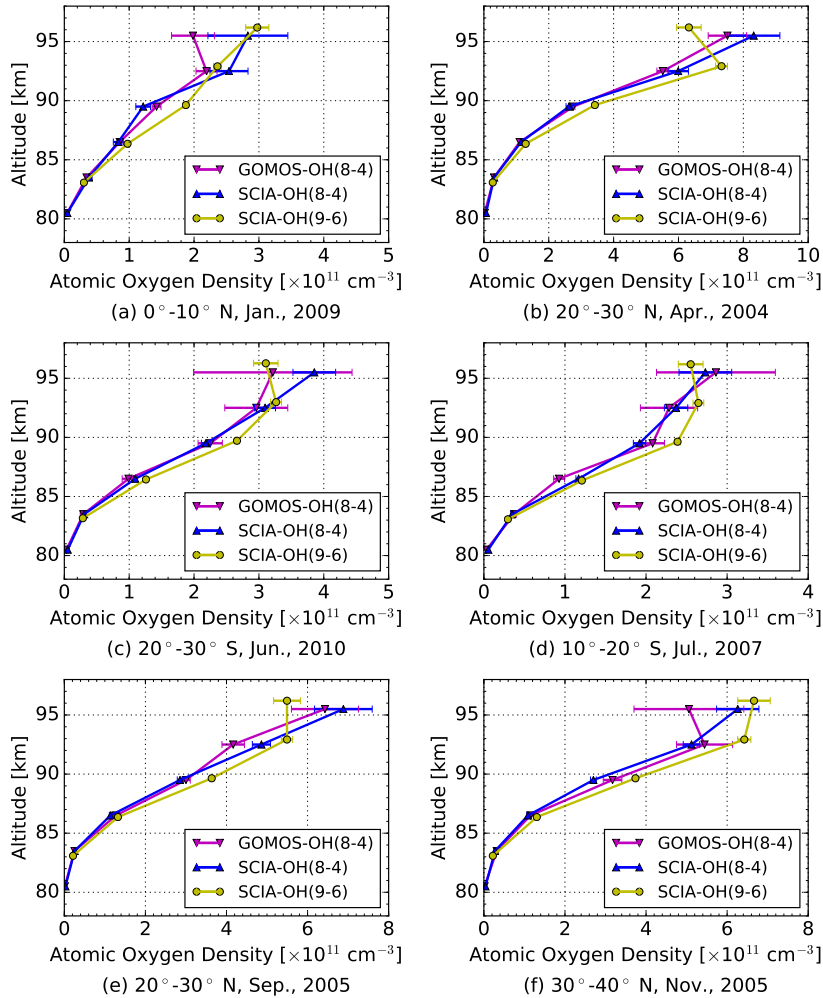 Altitude [km]
95
90
85
80
GOMOS-OH(8-4)
SCIA-OH(8-4)
SCIA-OH(9-6)
0 1 2 3 4 5
Atomic Oxygen Density [×10¹¹ cm⁻³]
(a) 0°-10° N, Jan., 2009
Altitude [km]
95
90
85
80
GOMOS-OH(8-4)
SCIA-OH(8-4)
SCIA-OH(9-6)
0 2 4 6 8 10
Atomic Oxygen Density [×10¹¹ cm⁻³]
(b) 20°-30° N, Apr., 2004
Altitude [km]
95
90
85
80
GOMOS-OH(8-4)
SCIA-OH(8-4)
SCIA-OH(9-6)
0 1 2 3 4 5
Atomic Oxygen Density [×10¹¹ cm⁻³]
(c) 20°-30° S, Jun., 2010
Altitude [km]
95
90
85
80
GOMOS-OH(8-4)
SCIA-OH(8-4)
SCIA-OH(9-6)
0 1 2 3 4
Atomic Oxygen Density [×10¹¹ cm⁻³]
(d) 10°-20° S, Jul., 2007
Altitude [km]
95
90
85
80
GOMOS-OH(8-4)
SCIA-OH(8-4)
SCIA-OH(9-6)
0 2 4 6 8
Atomic Oxygen Density [×10¹¹ cm⁻³]
(e) 20°-30° N, Sep., 2005
Altitude [km]
95
90
85
80
GOMOS-OH(8-4)
SCIA-OH(8-4)
SCIA-OH(9-6)
0 2 4 6 8
Atomic Oxygen Density [×10¹¹ cm⁻³]
(f) 30°-40° N, Nov., 2005